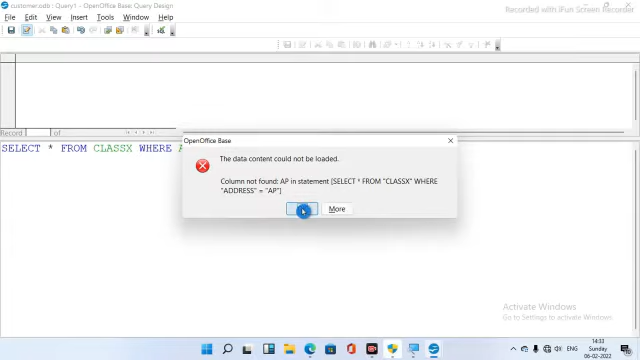 customer.odb : Query1 - OpenOffice Base: Query Design
Recorded with iFun Screen Recorder
File Edit View Insert Tools Window Help
Record of
SELECT * FROM CLASSX WHERE
OpenOffice Base
The data content could not be loaded.
Column not found: AP in statement [SELECT * FROM "CLASSX" WHERE
"ADDRESS" = "AP"]
More
Activate Windows
Go to Settings to activate Windows.
ENG
14:33
Sunday
06-02-2022